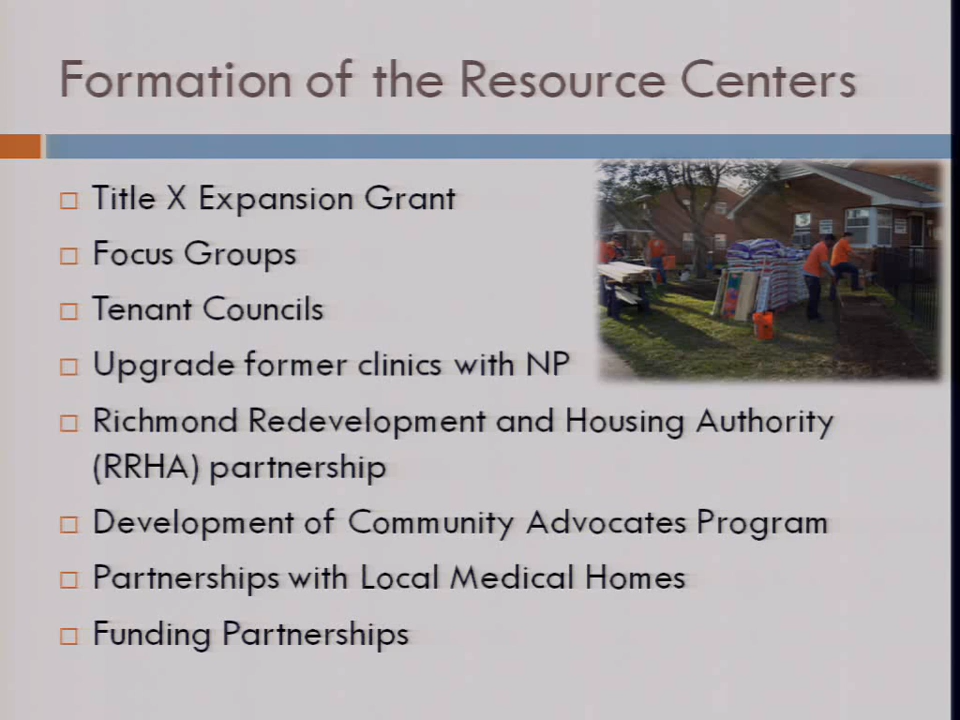 Formation of the Resource Centers
Title X Expansion Grant
Focus Groups
Tenant Councils
Upgrade former clinics with NP
Richmond Redevelopment and Housing Authority
(RRHA) partnership
Development of Community Advocates Program
Partnerships with Local Medical Homes
Funding Partnerships